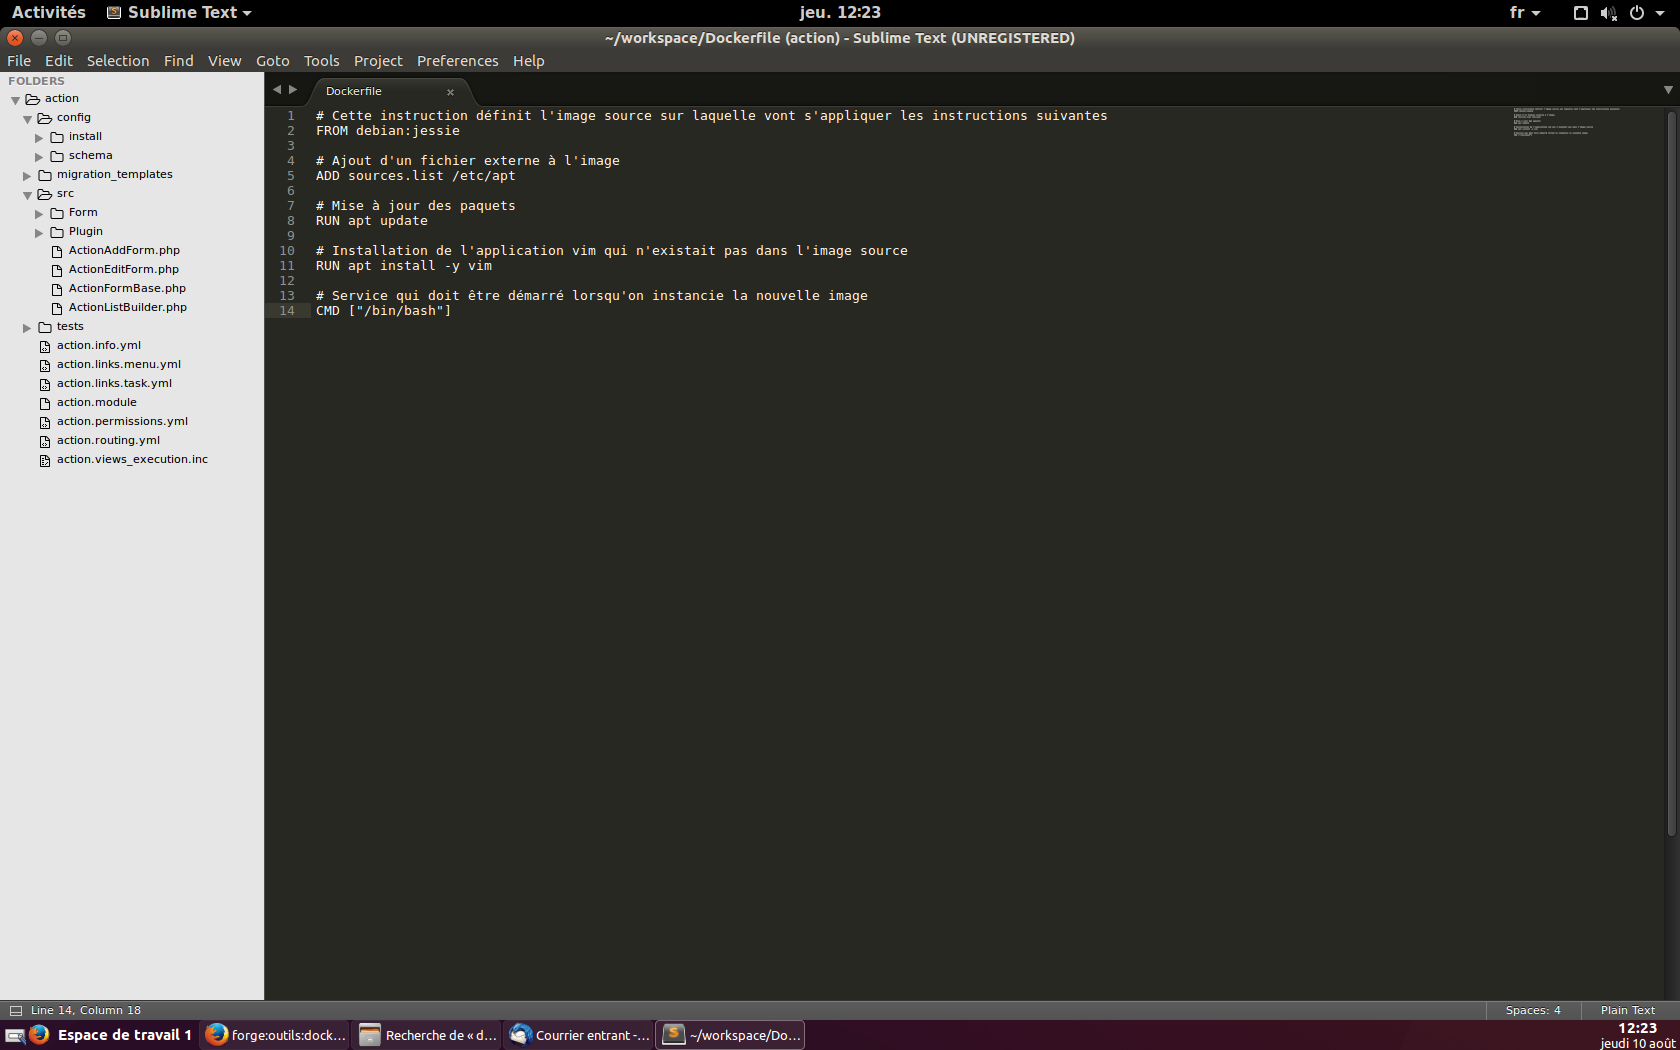 Activités
Sublime Text
jeu. 12:23
fr
~/workspace/Dockerfile (action) - Sublime Text (UNREGISTERED)
File Edit Selection Find View Goto Tools Project Preferences Help
FOLDERS
action
config
install
schema
migration_templates
src
Form
Plugin
ActionAddForm.php
ActionEditForm.php
ActionFormBase.php
ActionListBuilder.php
tests
action.info.yml
action.links.menu.yml
action.links.task.yml
action.module
action.permissions.yml
action.routing.yml
action.views_execution.inc
Dockerfile
1 # Cette instruction définit l'image source sur laquelle vont s'appliquer les instructions suivantes
2 FROM debian:jessie
3
4 # Ajout d'un fichier externe à l'image
5 ADD sources.list /etc/apt
6
7 # Mise à jour des paquets
8 RUN apt update
9
10 # Installation de l'application vim qui n'existait pas dans l'image source
11 RUN apt install -y vim
12
13 # Service qui doit être démarré lorsqu'on instancie la nouvelle image
14 CMD ["/bin/bash"]
Line 14, Column 18
Spaces: 4
Plain Text
Espace de travail 1
forge:outils:dock...
Recherche de « d...
Courrier entrant -...
~/workspace/Do...
12:23
jeudi 10 août